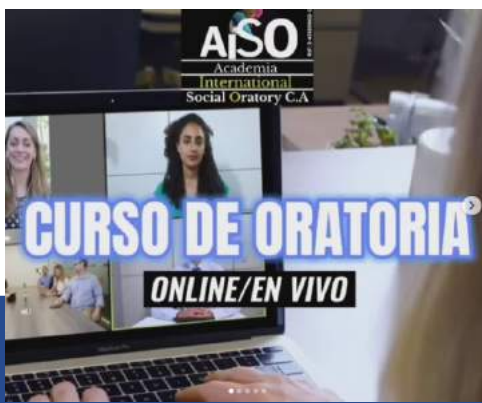 AiSO
Academia
International
Social Oratory C.A
CURSO DE ORATORIA
ONLINE/EN VIVO